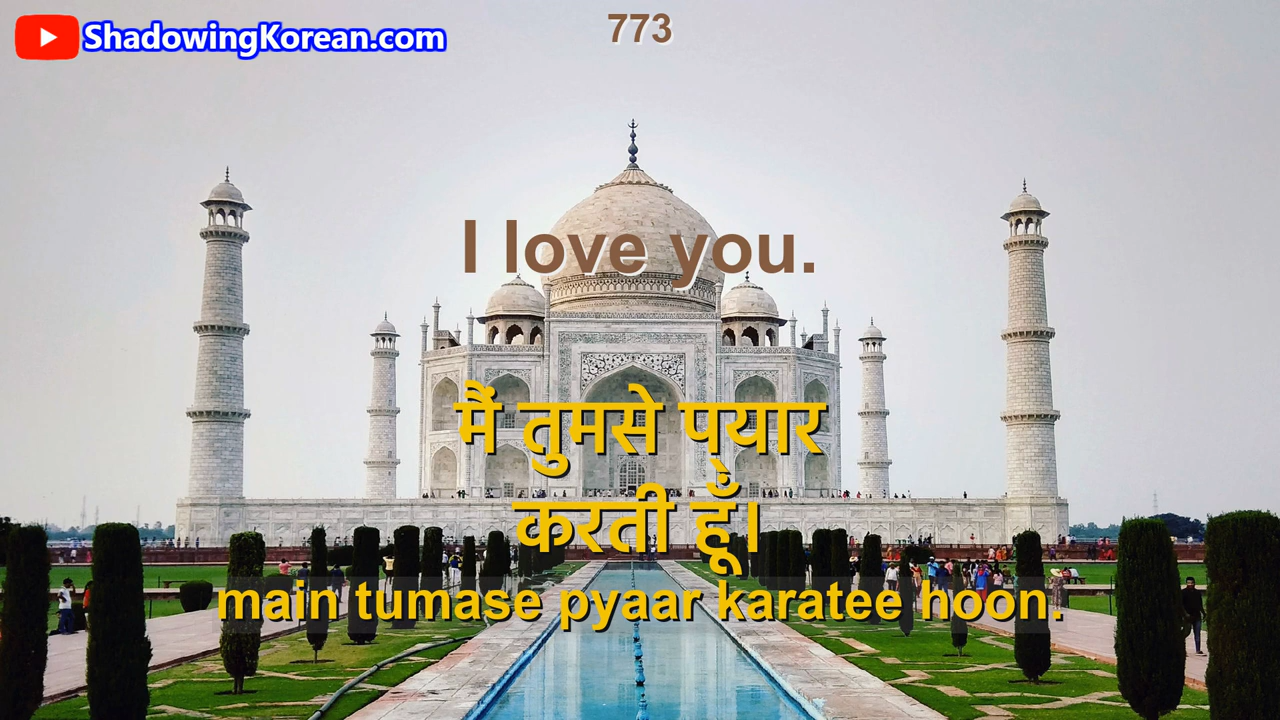 ShadowingKorean.com
773
I love you.
मैं तुमसे प्यार
करती हूँ।
main tumase pyaar karatee hoon.